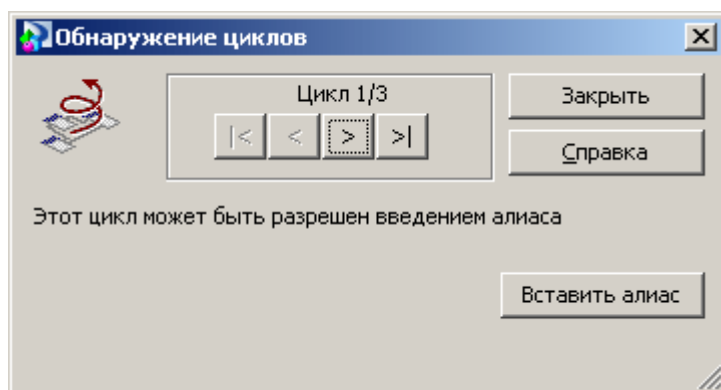 Обнаружение циклов
Цикл 1/3
|< < > >|
Закрыть
Справка
Этот цикл может быть разрешен введением алиаса
Вставить алиас